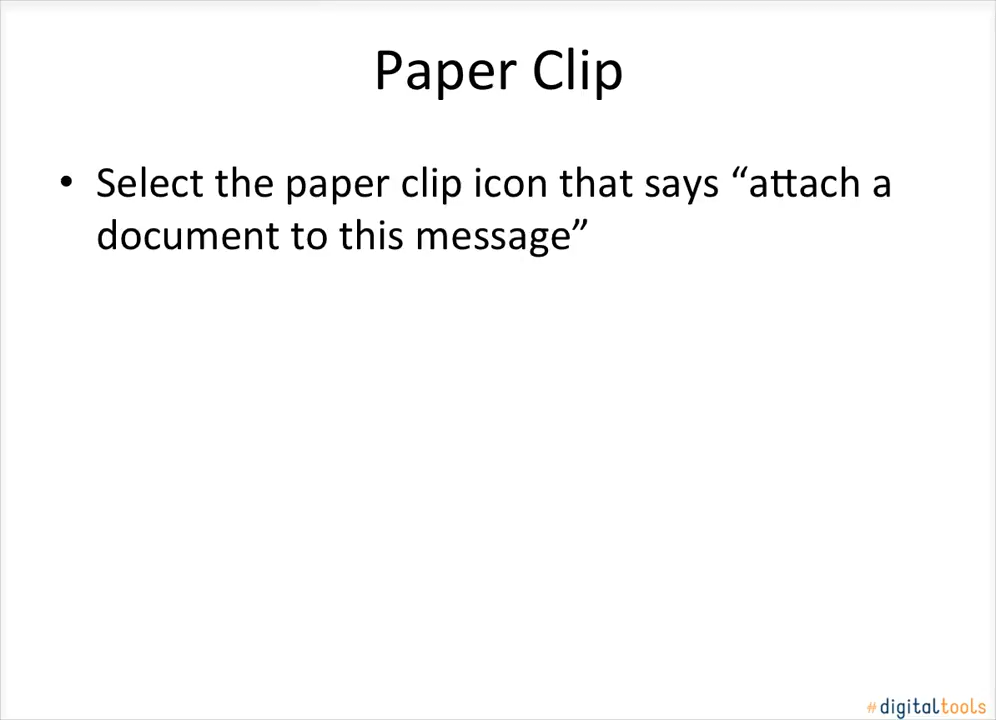 Paper Clip
• Select the paper clip icon that says “attach a
document to this message”
#digitaltools